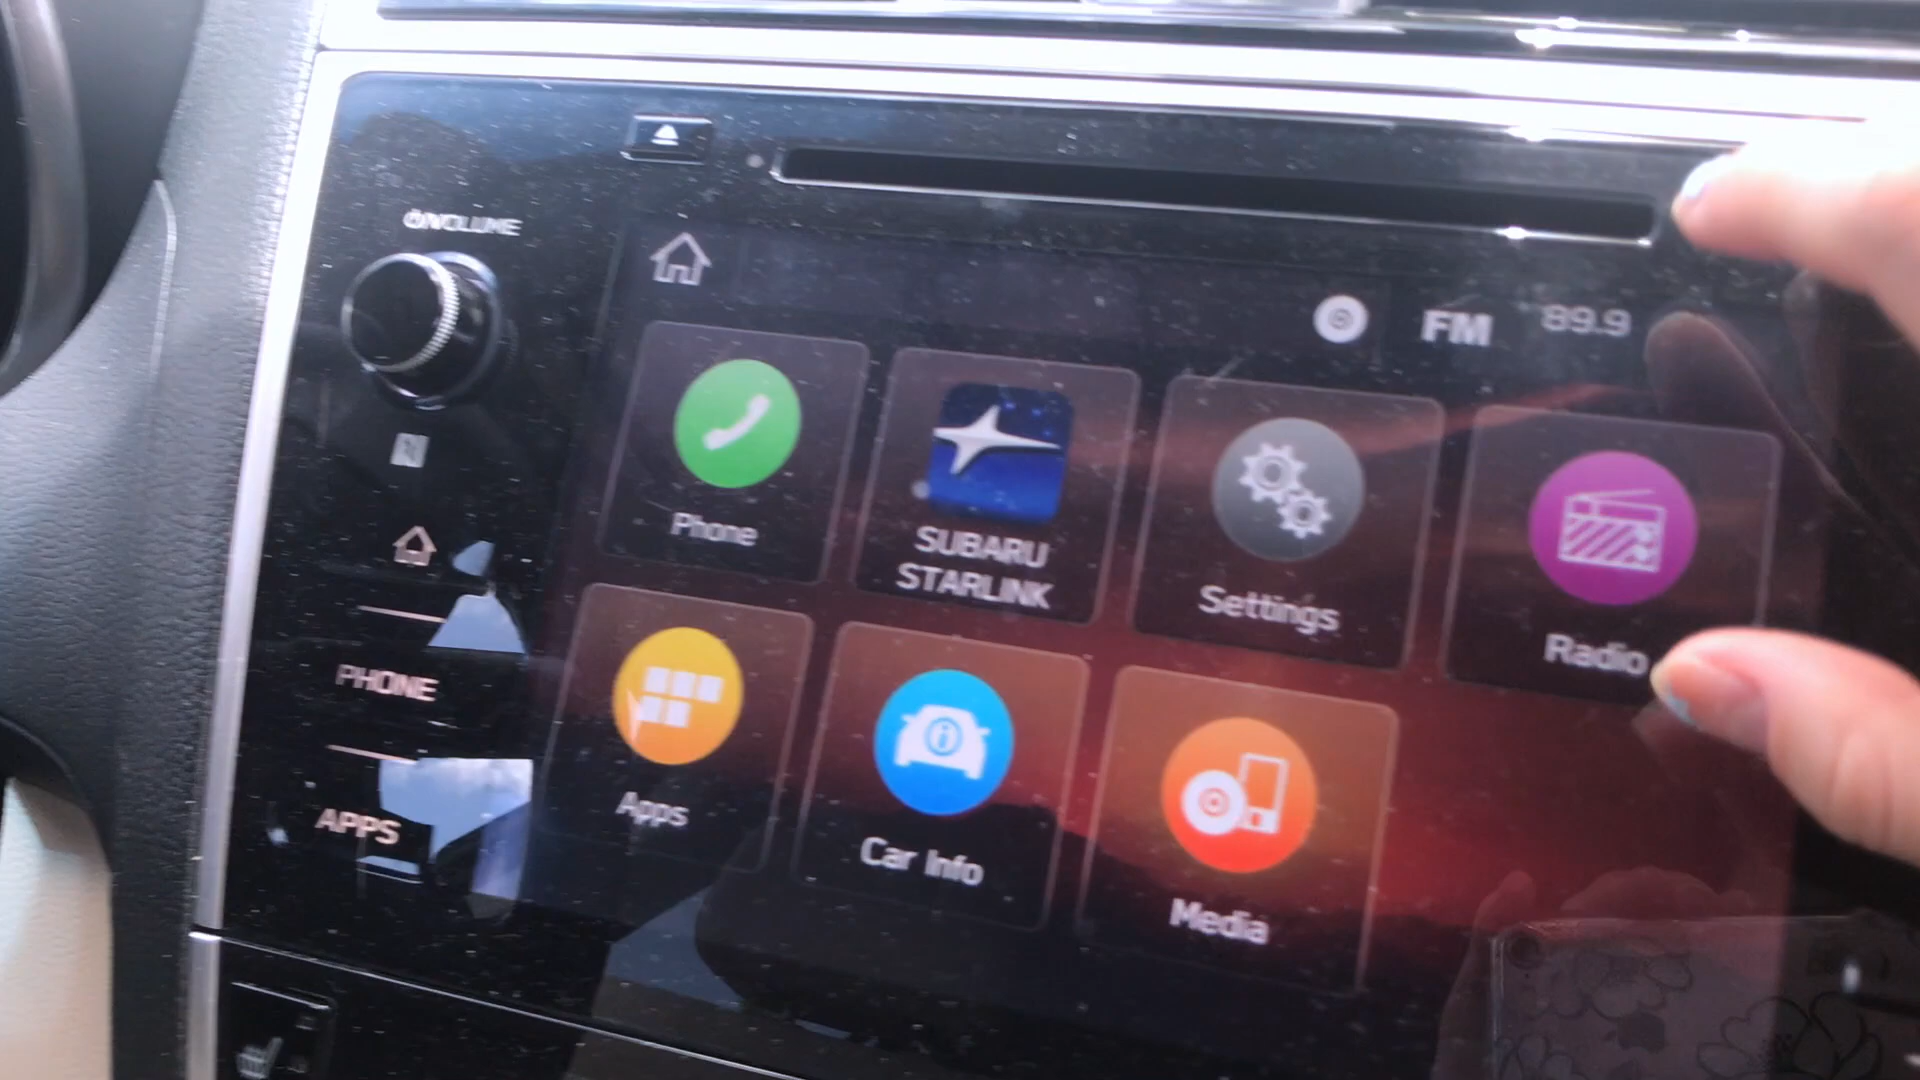 VOLUME
FM 89.9
Phone
SUBARU
STARLINK
Settings
Radio
PHONE
Apps
Car Info
Media
APPS